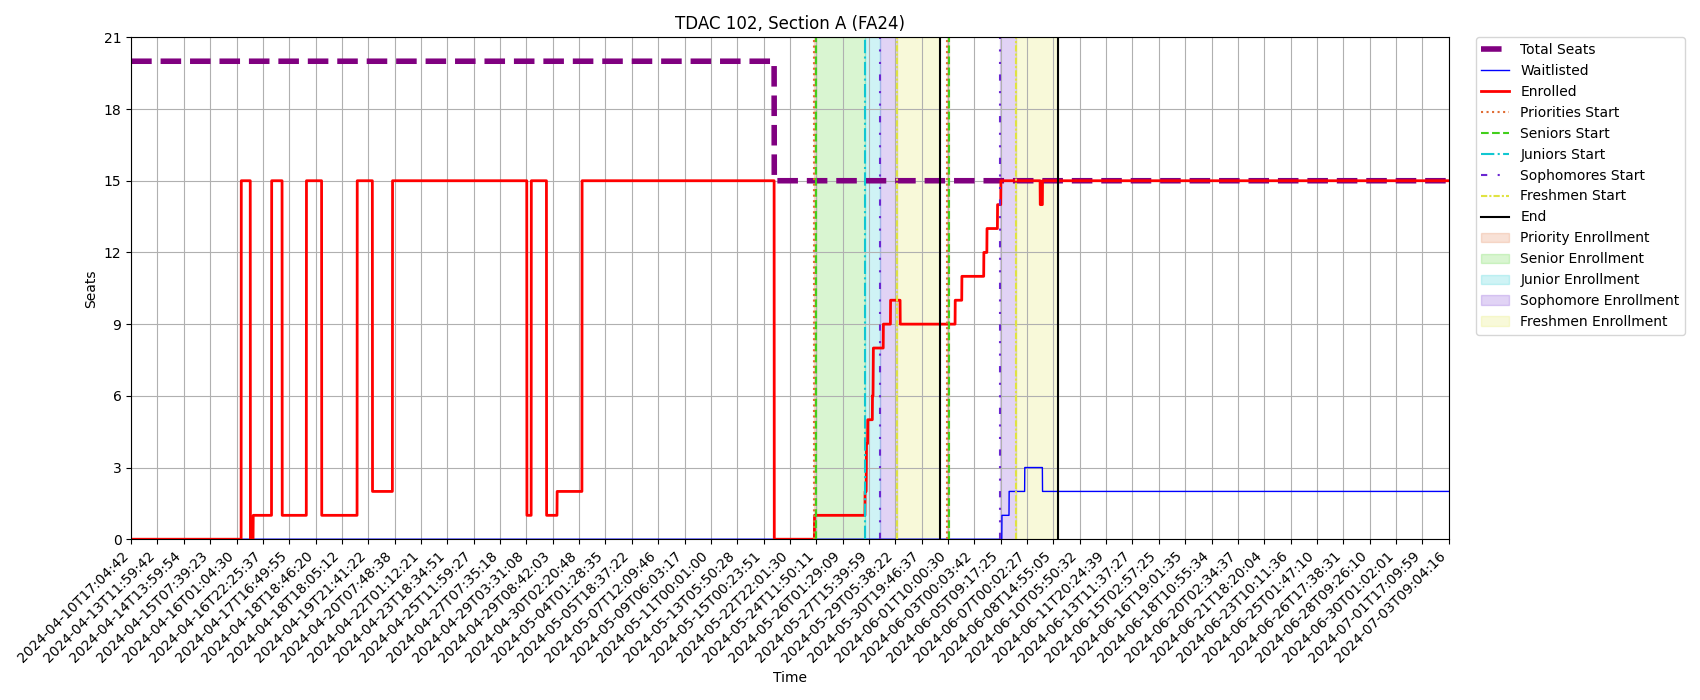 TDAC 102, Section A (FA24)
21
18
15
12
9
6
3
0
Seats
2024-04-10T17:04:42
2024-04-13T11:59:42
2024-04-14T13:59:54
2024-04-15T07:39:23
2024-04-16T01:04:30
2024-04-16T22:25:37
2024-04-17T16:49:55
2024-04-18T18:46:20
2024-04-18T18:05:12
2024-04-19T21:41:22
2024-04-20T07:48:38
2024-04-22T01:12:21
2024-04-23T18:34:51
2024-04-25T11:59:27
2024-04-27T07:35:18
2024-04-29T03:31:08
2024-04-29T08:42:03
2024-04-30T02:20:48
2024-05-04T01:28:35
2024-05-05T18:37:22
2024-05-07T12:09:46
2024-05-09T06:03:17
2024-05-11T00:01:00
2024-05-13T05:50:28
2024-05-15T00:23:51
2024-05-22T22:01:30
2024-05-24T11:50:11
2024-05-26T01:29:09
2024-05-27T15:39:59
2024-05-29T05:38:22
2024-05-30T19:46:37
2024-06-01T10:00:30
2024-06-03T01:03:42
2024-06-05T09:17:25
2024-06-07T00:02:27
2024-06-08T14:55:05
2024-06-10T05:50:32
2024-06-11T20:24:39
2024-06-13T11:37:27
2024-06-15T02:57:25
2024-06-16T19:01:35
2024-06-18T10:55:34
2024-06-20T02:34:37
2024-06-21T18:20:04
2024-06-23T10:11:36
2024-06-25T01:47:10
2024-06-26T17:38:31
2024-06-28T09:26:10
2024-06-30T01:02:01
2024-07-01T17:09:59
2024-07-03T09:04:16
Time
Total Seats
Waitlisted
Enrolled
Priorities Start
Seniors Start
Juniors Start
Sophomores Start
Freshmen Start
End
Priority Enrollment
Senior Enrollment
Junior Enrollment
Sophomore Enrollment
Freshmen Enrollment